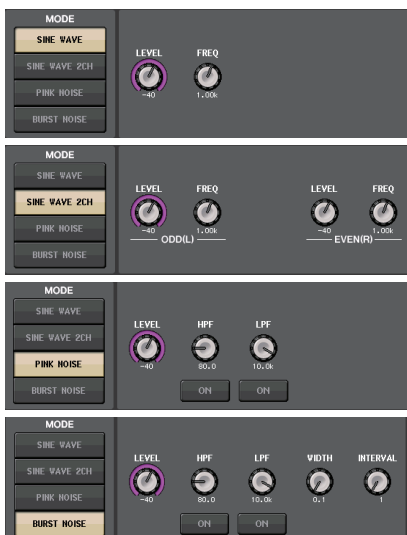 MODE
SINE WAVE
SINE WAVE 2CH
PINK NOISE
BURST NOISE
LEVEL FREQ
-40 1.00k
MODE
SINE WAVE
SINE WAVE 2CH
PINK NOISE
BURST NOISE
LEVEL FREQ LEVEL FREQ
-40 1.00k -40 1.00k
ODD(L) EVEN(R)
MODE
SINE WAVE
SINE WAVE 2CH
PINK NOISE
BURST NOISE
LEVEL HPF LPF
-40 80.0 10.0k
ON ON
MODE
SINE WAVE
SINE WAVE 2CH
PINK NOISE
BURST NOISE
LEVEL HPF LPF WIDTH INTERVAL
-40 80.0 10.0k 0.1 1
ON ON